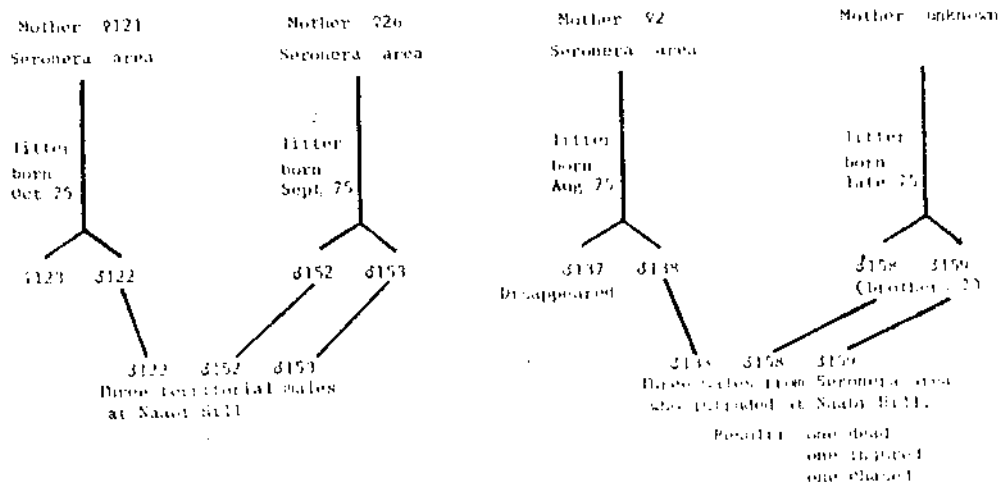 Mother ♀121
Seronera area
litter
born
Oct 75
♀123 ♂122
Mother ♀26
Seronera area
litter
born
Sept 75
♂152 ♂153
♂122 ♂152 ♂153
Three territorial males
at Naabi Hill
Mother ♀2
Seronera area
litter
born
Aug 75
♂137 ♂138
Disappeared
Mother unknown
litter
born
late 75
♂158 ♂159
(brothers ??)
♂138 ♂158 ♂159
Three males from Seronera area
who intruded at Naabi Hill.
Result: one dead
one injured
one chased